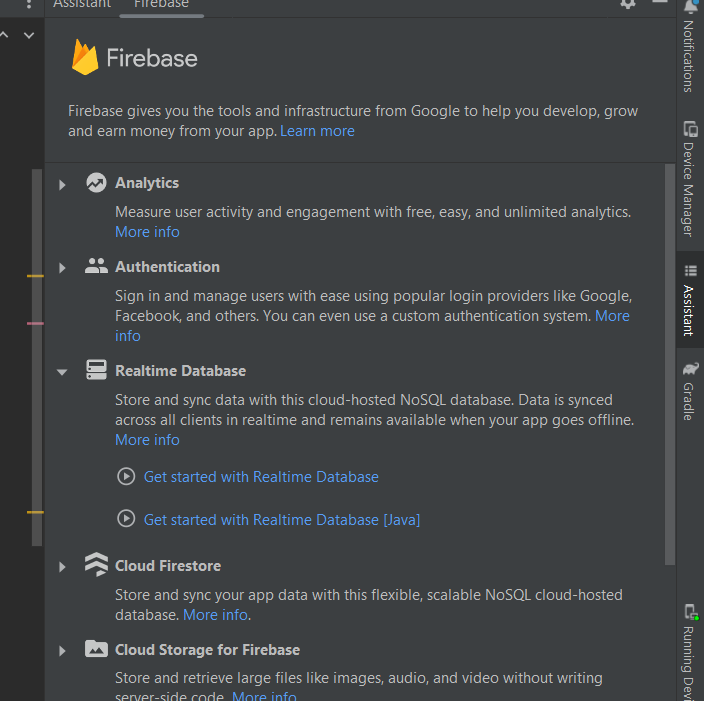 Assistant Firebase
Firebase
Firebase gives you the tools and infrastructure from Google to help you develop, grow
and earn money from your app. Learn more
Analytics
Measure user activity and engagement with free, easy, and unlimited analytics.
More info
Authentication
Sign in and manage users with ease using popular login providers like Google,
Facebook, and others. You can even use a custom authentication system. More
info
Realtime Database
Store and sync data with this cloud-hosted NoSQL database. Data is synced
across all clients in realtime and remains available when your app goes offline.
More info
Get started with Realtime Database
Get started with Realtime Database [Java]
Cloud Firestore
Store and sync your app data with this flexible, scalable NoSQL cloud-hosted
database. More info.
Cloud Storage for Firebase
Store and retrieve large files like images, audio, and video without writing
server-side code. More info
Notifications
Device Manager
Assistant
Gradle
Running Devi